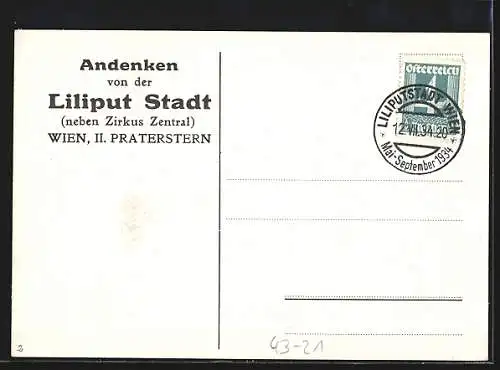 Andenken
von der
Liliput Stadt
(neben Zirkus Zentral)
WIEN, II. PRATERSTERN
Österreich
1
LILIPUTSTADT WIEN
12.VII.34.20
Mai-September 1934
43-21